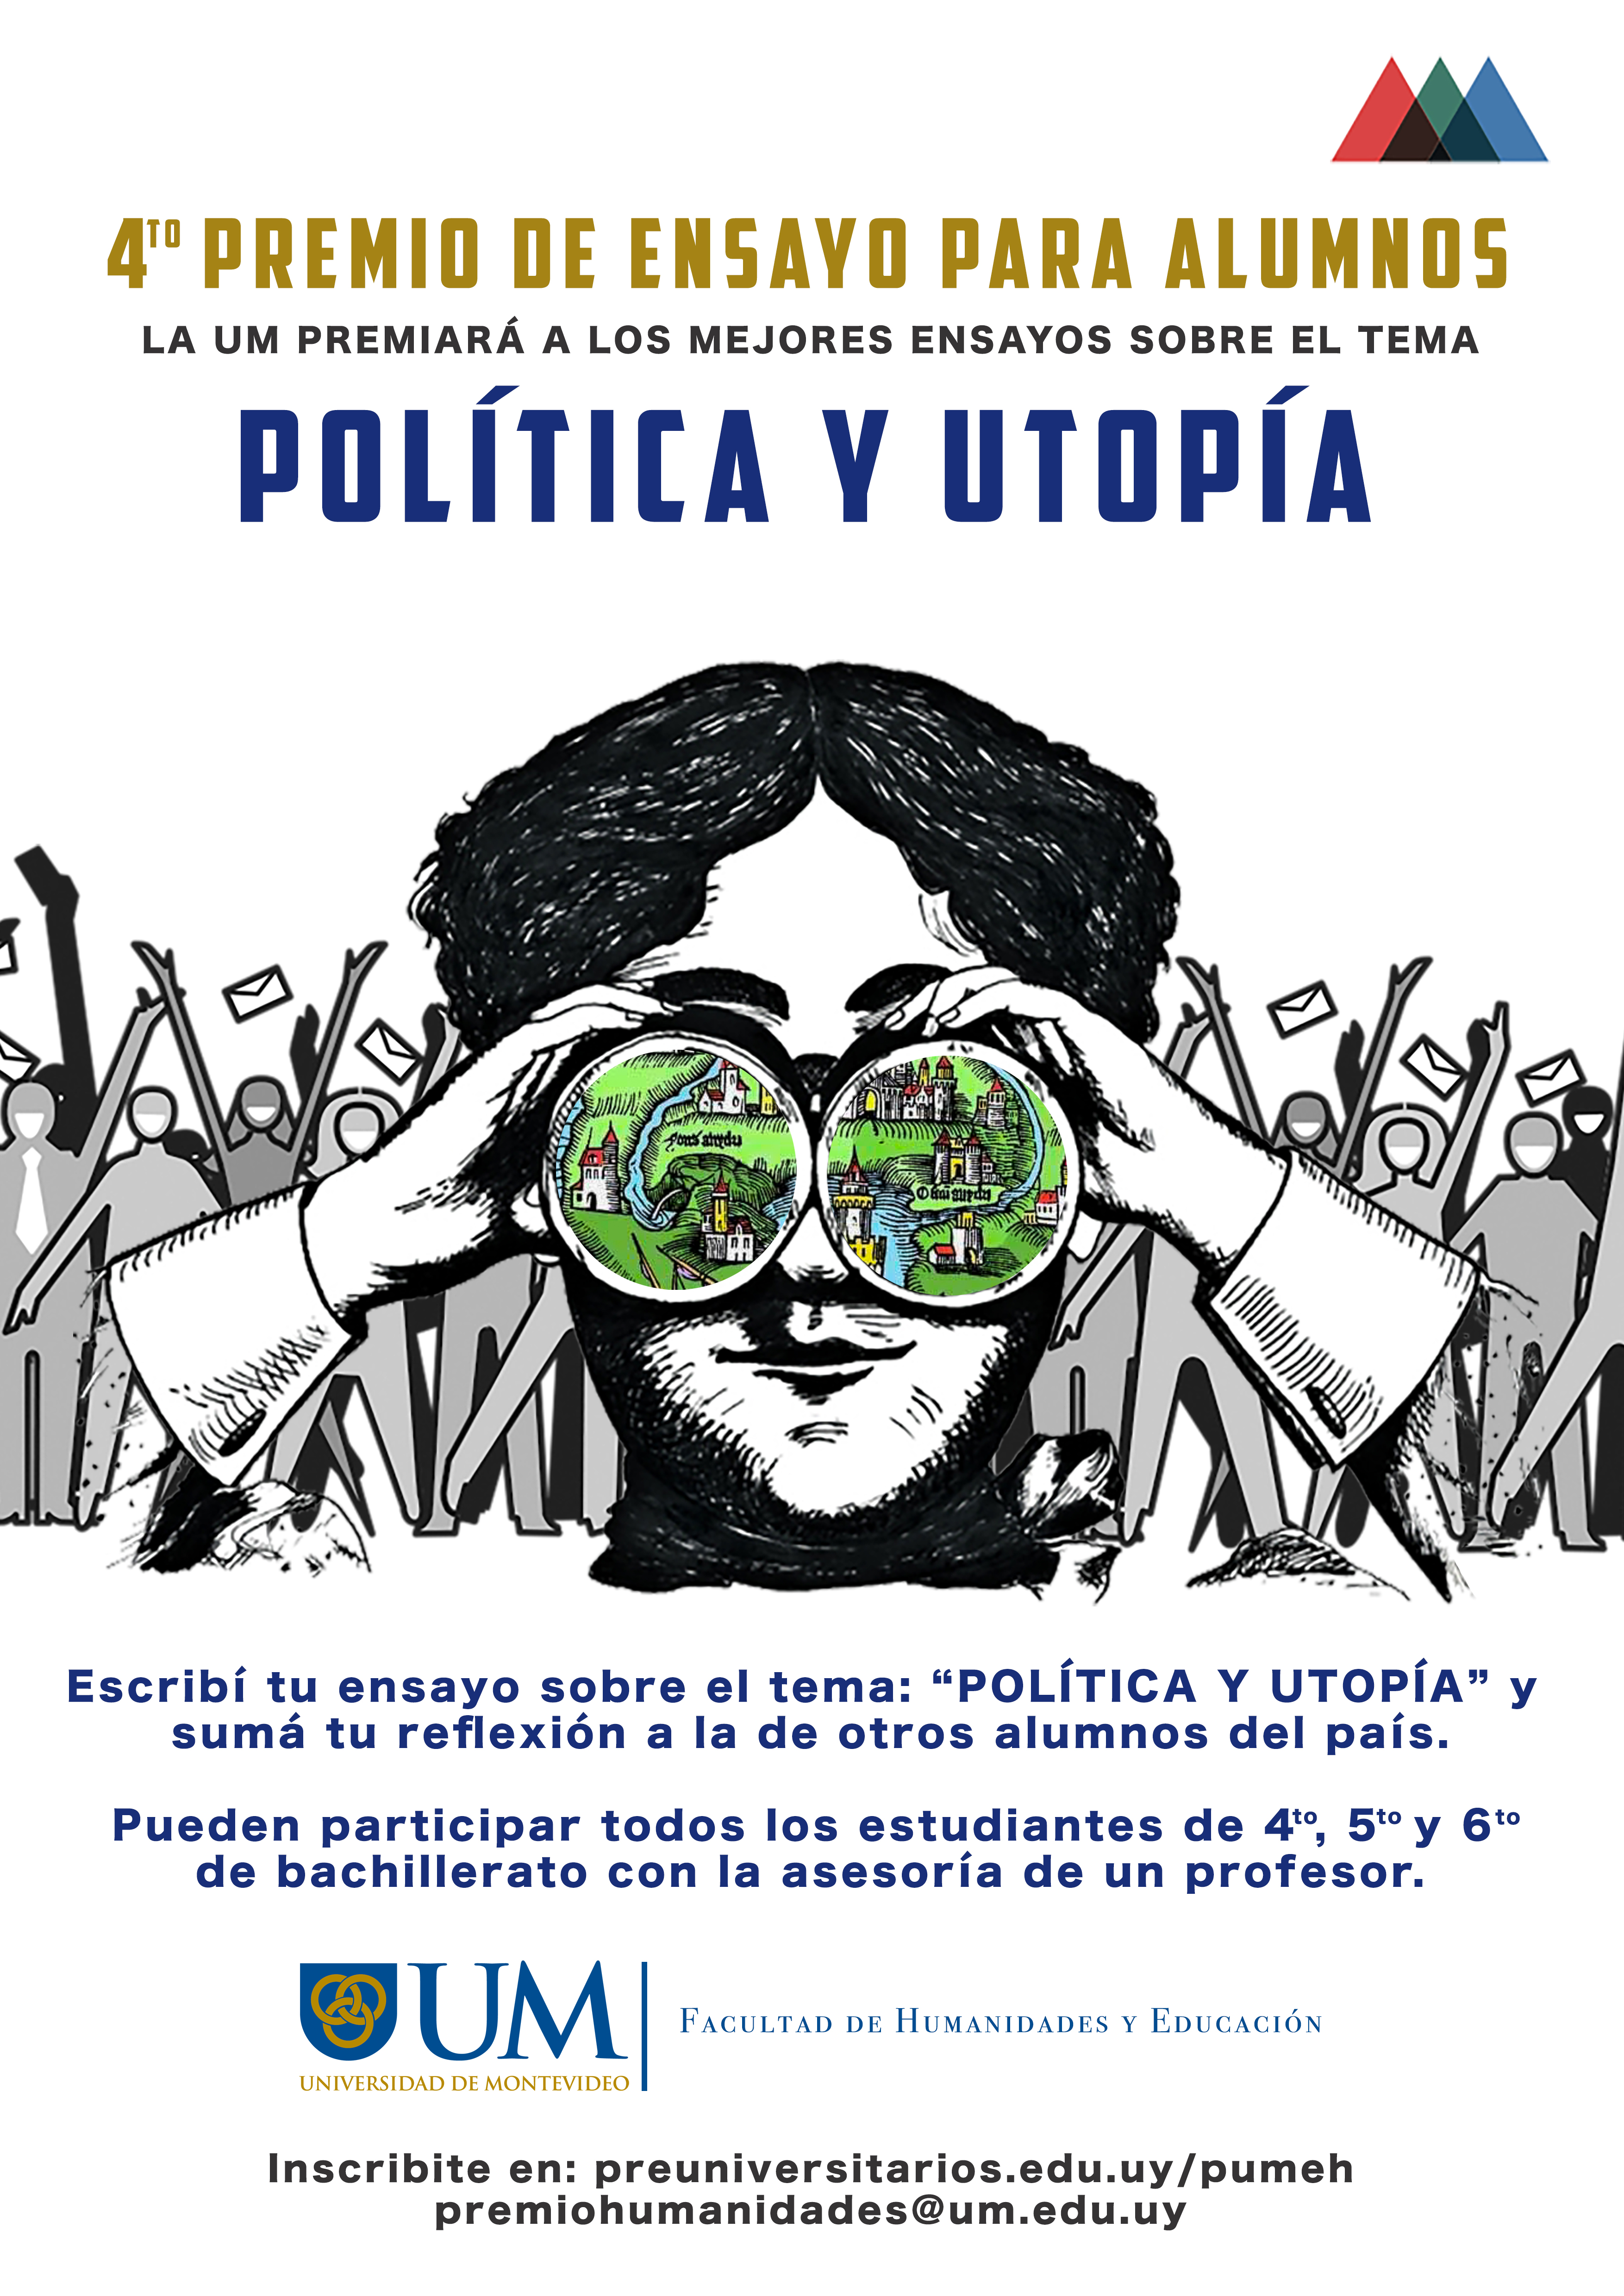 4TO PREMIO DE ENSAYO PARA ALUMNOS
LA UM PREMIARÁ A LOS MEJORES ENSAYOS SOBRE EL TEMA
POLÍTICA Y UTOPÍA
Escribí tu ensayo sobre el tema: “POLÍTICA Y UTOPÍA” y
sumá tu reflexión a la de otros alumnos del país.
Pueden participar todos los estudiantes de 4to, 5to y 6to
de bachillerato con la asesoría de un profesor.
UM
UNIVERSIDAD DE MONTEVIDEO
Facultad de Humanidades y Educación
Inscribite en: preuniversitarios.edu.uy/pumeh
premiohumanidades@um.edu.uy